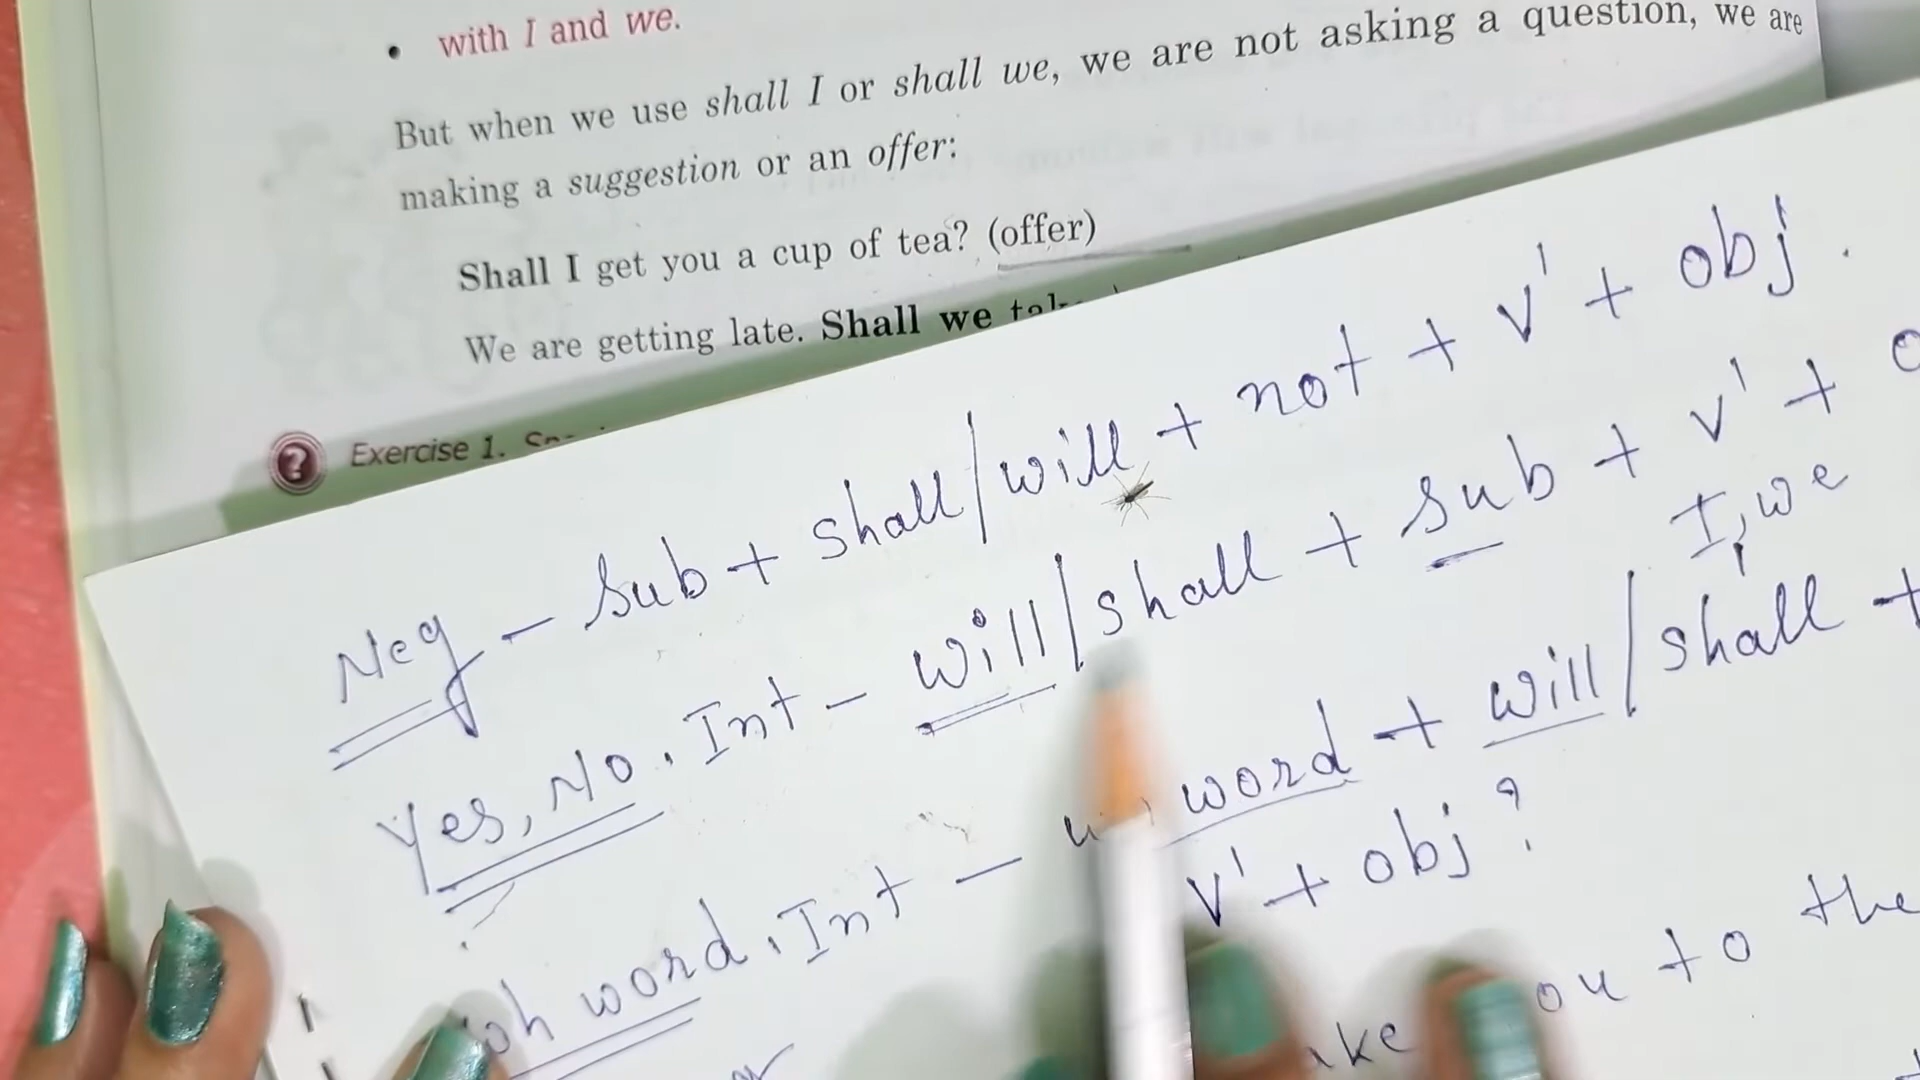 • with I and we.
But when we use shall I or shall we, we are not asking a question, we are
making a suggestion or an offer:
Shall I get you a cup of tea? (offer)
We are getting late. Shall we
Exercise 1.
Neg - Sub + shall/will + not + v¹ + obj.
Yes, No. Int - will/shall + sub + v¹ +
I, we
word. Int - word + will/shall +
v¹ + obj?
to the